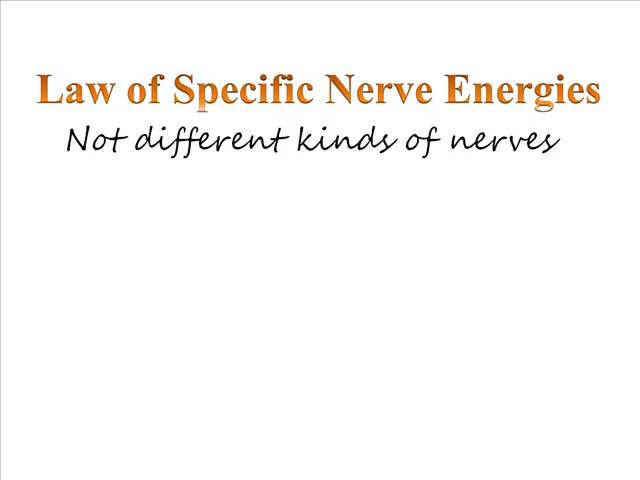 Law of Specific Nerve Energies
Not different kinds of nerves